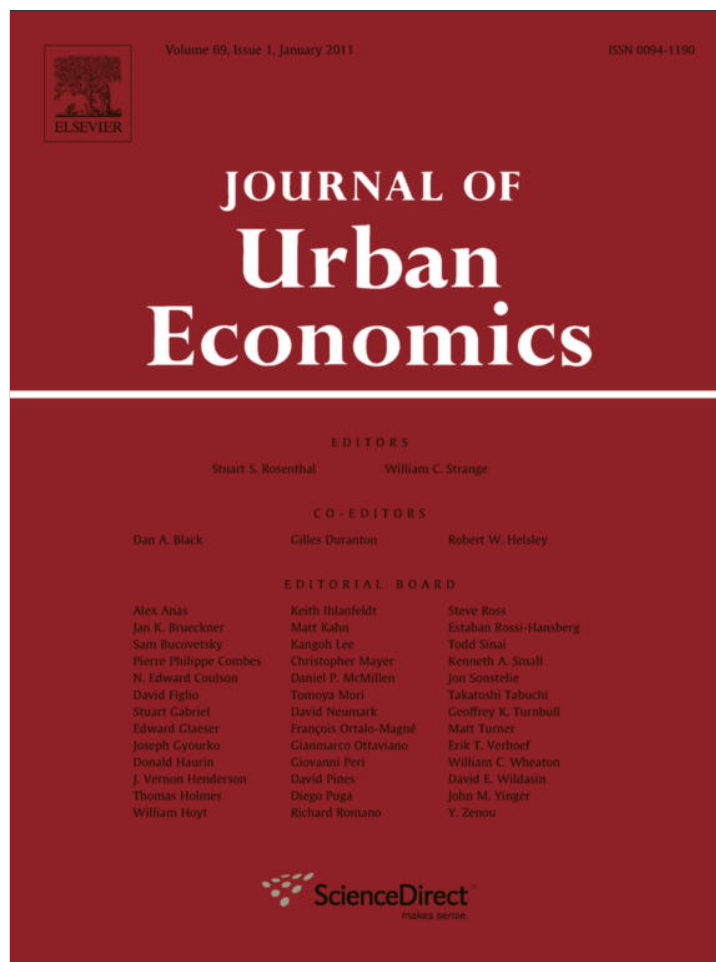 Volume 69, Issue 1, January 2011
ISSN 0094-1190
ELSEVIER
JOURNAL OF
Urban
Economics
EDITORS
Stuart S. Rosenthal William C. Strange
CO-EDITORS
Dan A. Black Gilles Duranton Robert W. Helsley
EDITORIAL BOARD
Alex Anas Keith Ihlanfeldt Steve Ross
Jan K. Brueckner Matt Kahn Estaban Rossi-Hansberg
Sam Bucovetsky Kangoh Lee Todd Sinai
Pierre Philippe Combes Christopher Mayer Kenneth A. Small
N. Edward Coulson Daniel P. McMillen Jon Sonstelie
David Figlio Tomoya Mori Takatoshi Tabuchi
Stuart Gabriel David Neumark Geoffrey K. Turnbull
Edward Glaeser François Ortalo-Magné Matt Turner
Joseph Gyourko Gianmarco Ottaviano Erik T. Verhoef
Donald Haurin Giovanni Peri William C. Wheaton
J. Vernon Henderson David Pines David E. Wildasin
Thomas Holmes Diego Puga John M. Yinger
William Hoyt Richard Romano Y. Zenou
ScienceDirect
makes sense.